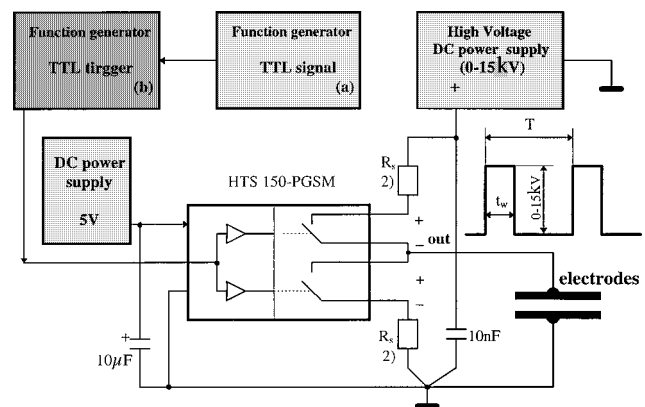 Function generator
TTL tirgger
(b)
Function generator
TTL signal
(a)
High Voltage
DC power supply
(0-15kV)
+
T
DC power
supply
5V
HTS 150-PGSM
Rs
2)
tw
0-15KV
+
− out
+
−
electrodes
Rs
2)
10nF
+
10µF